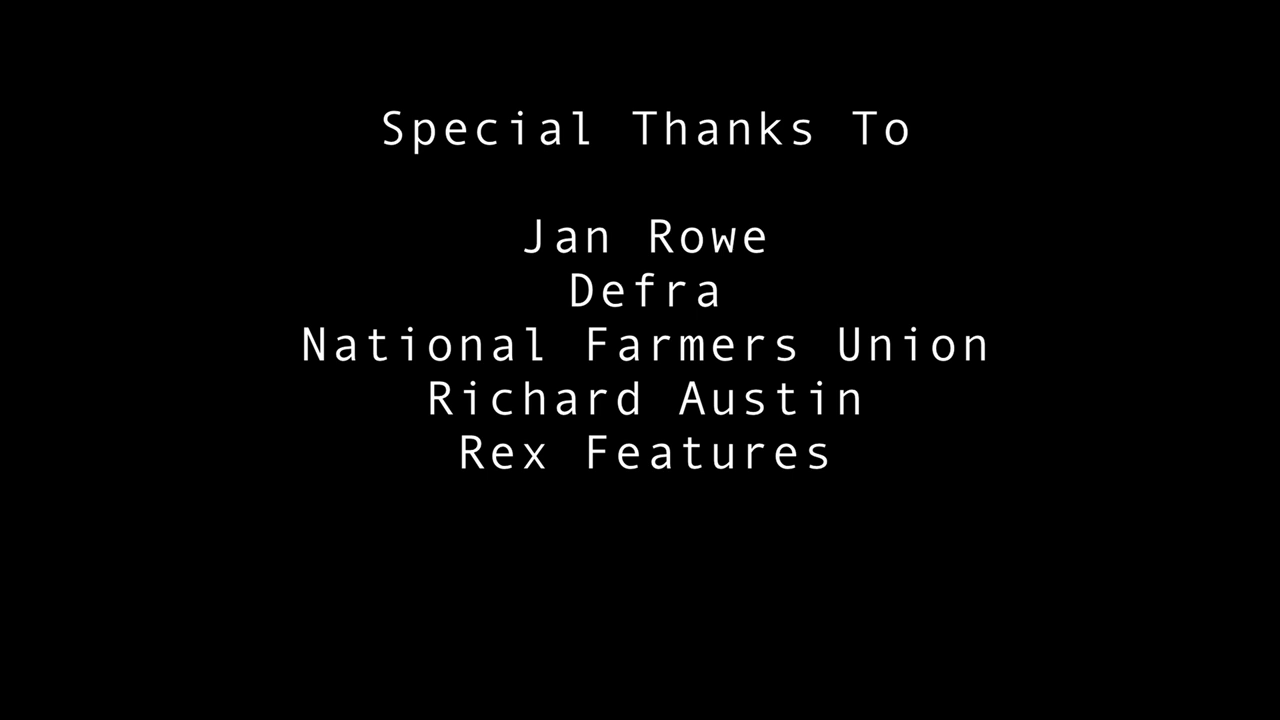 Special Thanks To
Jan Rowe
Defra
National Farmers Union
Richard Austin
Rex Features